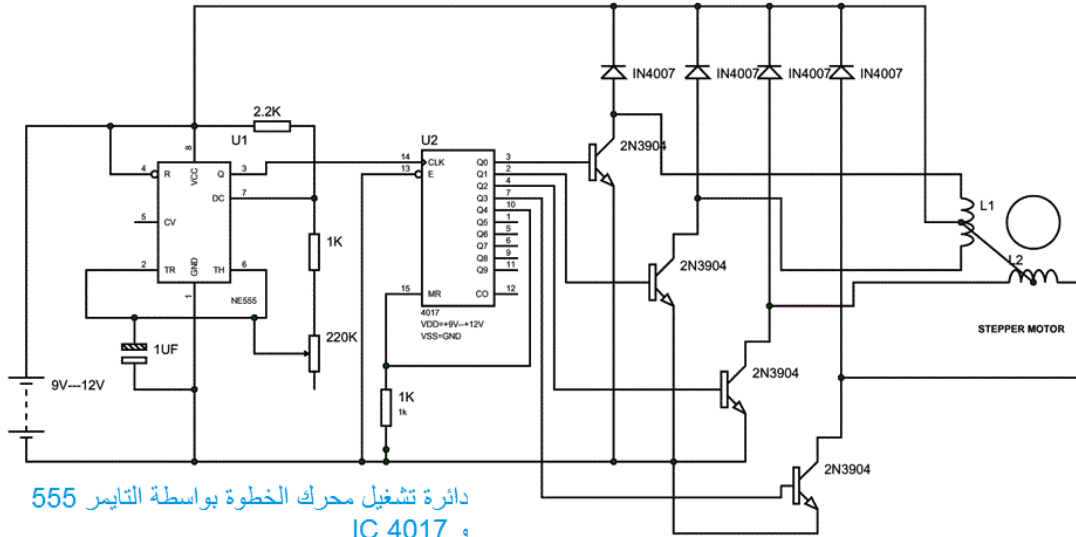 IN4007 IN4007 IN4007 IN4007
2.2K
U1
U2
2N3904
8
4 R VCC Q 3
DC 7
5 CV
2 TR GND TH 6
1
NE555
14 CLK
13 E
15 MR
Q0 3
Q1 2
Q2 4
Q3 7
Q4 10
Q5 1
Q6 5
Q7 6
Q8 9
Q9 11
CO 12
4017
VDD=+9V--+12V
VSS=GND
1K
220K
1UF
9V---12V
1K
1k
2N3904
2N3904
2N3904
L1
L2
STEPPER MOTOR
دائرة تشغيل محرك الخطوة بواسطة التايمر 555
و IC 4017